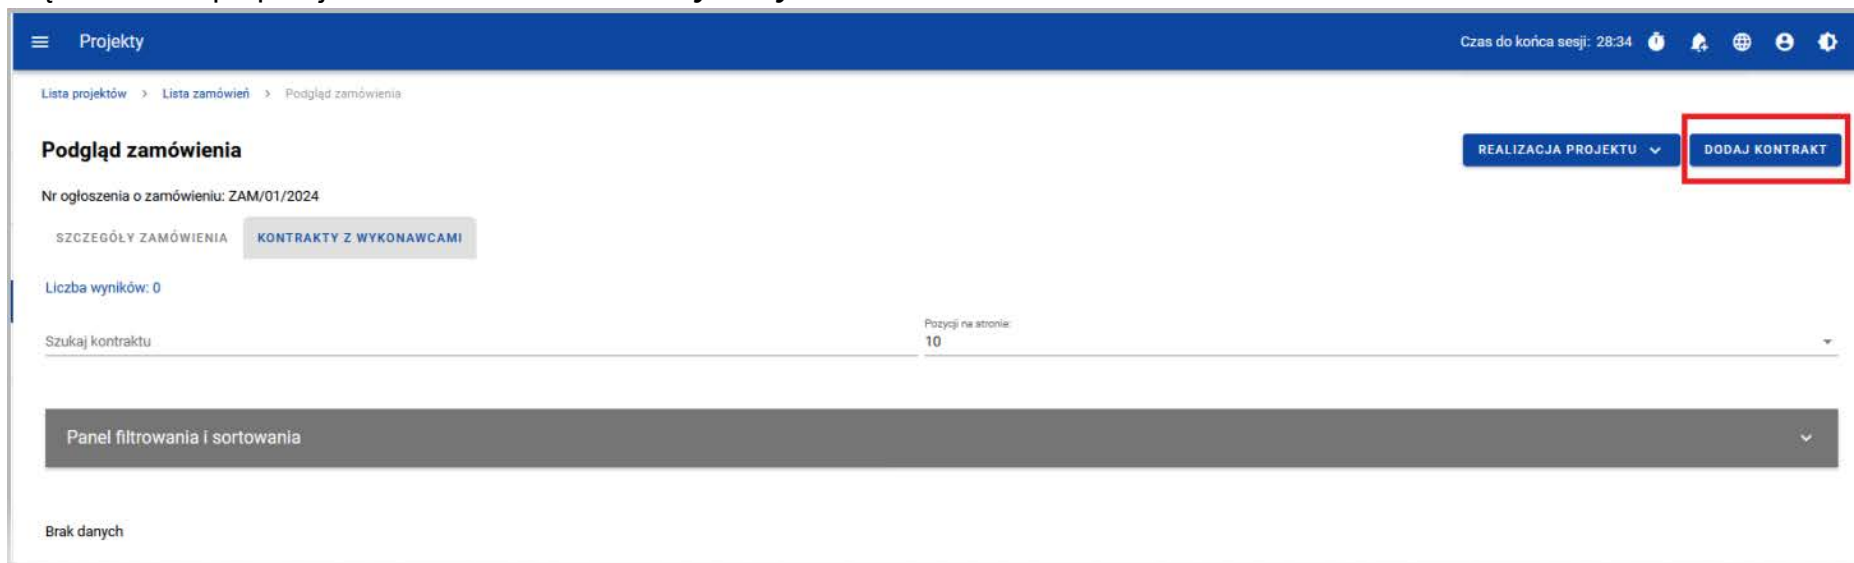 Projekty
Czas do końca sesji: 28:34
Lista projektów > Lista zamówień > Podgląd zamówienia
Podgląd zamówienia
REALIZACJA PROJEKTU
DODAJ KONTRAKT
Nr ogłoszenia o zamówieniu: ZAM/01/2024
SZCZEGÓŁY ZAMÓWIENIA
KONTRAKTY Z WYKONAWCAMI
Liczba wyników: 0
Szukaj kontraktu
Pozycji na stronie:
10
Panel filtrowania i sortowania
Brak danych